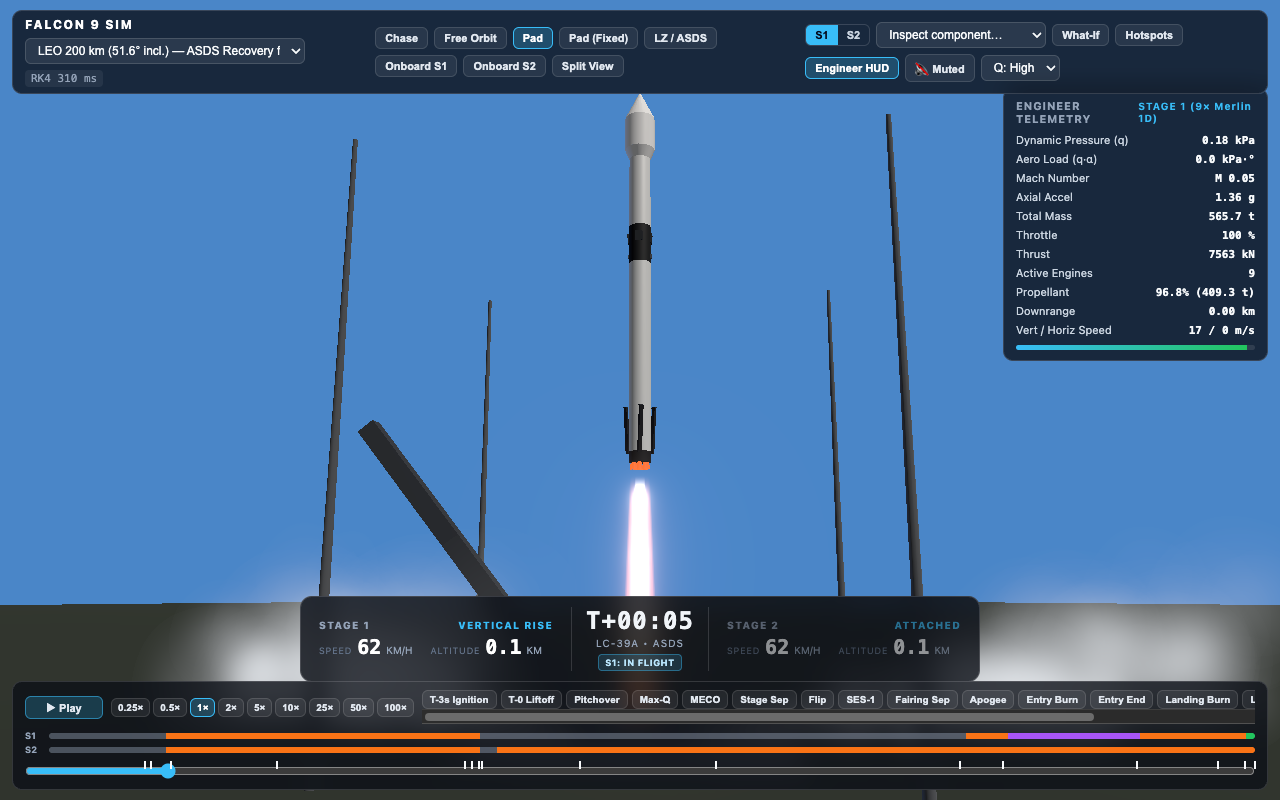 FALCON 9 SIM
LEO 200 km (51.6° incl.) — ASDS Recovery f
RK4 310 ms
Chase Free Orbit Pad Pad (Fixed) LZ / ASDS
Onboard S1 Onboard S2 Split View
S1 S2 Inspect component... What-If Hotspots
Engineer HUD Muted Q: High
ENGINEER TELEMETRY STAGE 1 (9× Merlin 1D)
Dynamic Pressure (q) 0.18 kPa
Aero Load (q·α) 0.0 kPa·°
Mach Number M 0.05
Axial Accel 1.36 g
Total Mass 565.7 t
Throttle 100 %
Thrust 7563 kN
Active Engines 9
Propellant 96.8% (409.3 t)
Downrange 0.00 km
Vert / Horiz Speed 17 / 0 m/s
STAGE 1 VERTICAL RISE
SPEED 62 KM/H ALTITUDE 0.1 KM
T+00:05
LC-39A • ASDS
S1: IN FLIGHT
STAGE 2 ATTACHED
SPEED 62 KM/H ALTITUDE 0.1 KM
Play 0.25× 0.5× 1× 2× 5× 10× 25× 50× 100×
T-3s Ignition T-0 Liftoff Pitchover Max-Q MECO Stage Sep Flip SES-1 Fairing Sep Apogee Entry Burn Entry End Landing Burn L
S1
S2